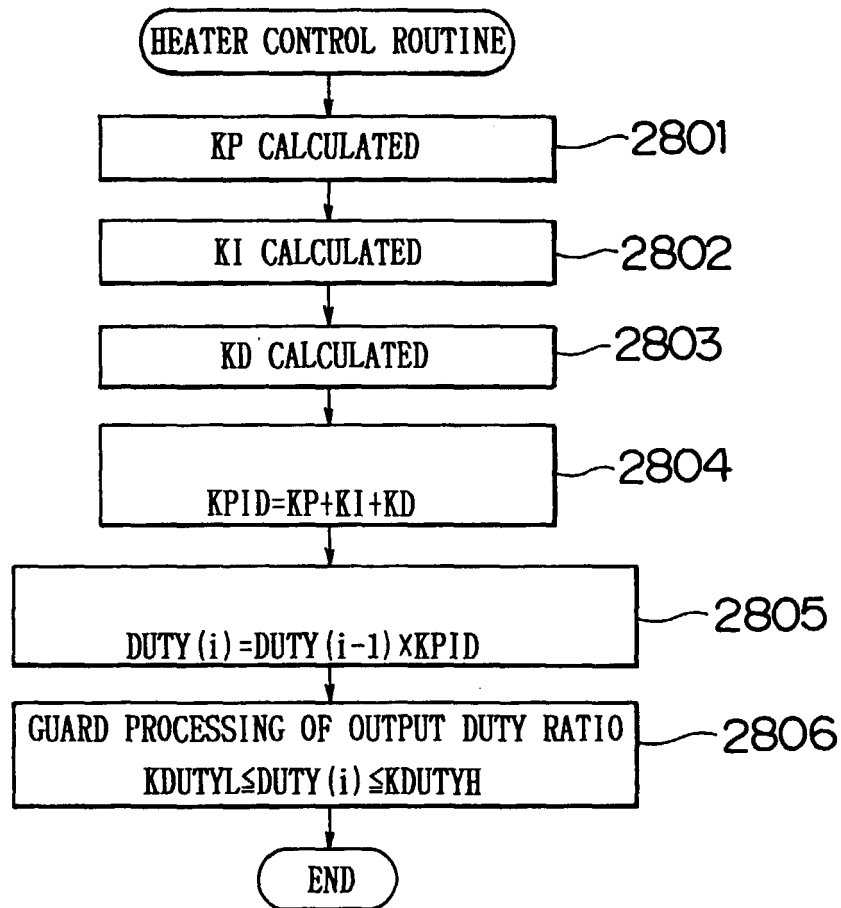 HEATER CONTROL ROUTINE
KP CALCULATED
2801
KI CALCULATED
2802
KD CALCULATED
2803
KPID=KP+KI+KD
2804
DUTY(i)=DUTY(i-1)×KPID
2805
GUARD PROCESSING OF OUTPUT DUTY RATIO
KDUTYL≦DUTY(i)≦KDUTYH
2806
END